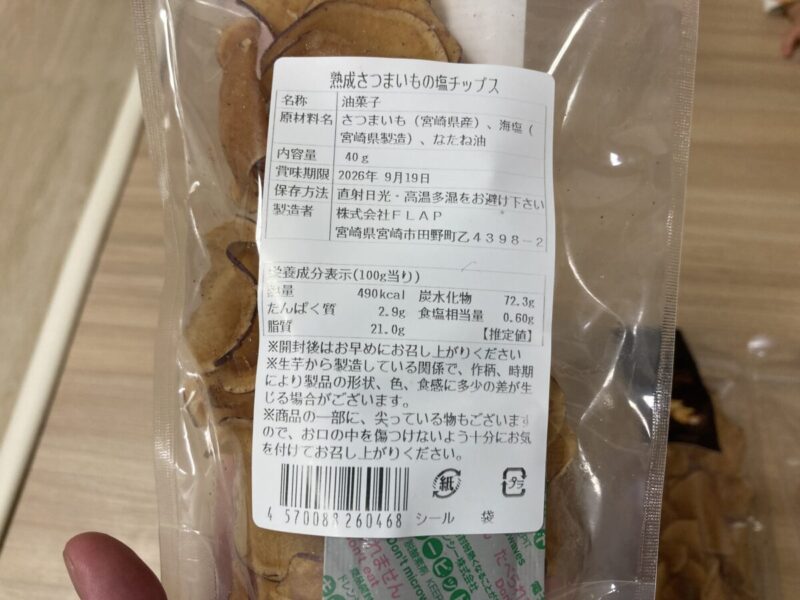 熟成さつまいもの塩チップス
名称 油菓子
原材料名 さつまいも（宮崎県産）、海塩（
宮崎県製造）、なたね油
内容量 40g
賞味期限 2026年 9月19日
保存方法 直射日光・高温多湿をお避け下さい
製造者 株式会社FLAP
宮崎県宮崎市田野町乙4398-2
栄養成分表示(100g当り)
熱量 490kcal 炭水化物 72.3g
たんぱく質 2.9g 食塩相当量 0.60g
脂質 21.0g 【推定値】
※開封後はお早めにお召し上がりください
※生芋から製造している関係で、作柄、時期
により製品の形状、色、食感に多少の差が生
じる場合がございます。
※商品の一部に、尖っている物もございます
ので、お口の中を傷つけないよう十分にお気
を付けてお召し上がりください。
4 570088 260468
紙 プラ
シール 袋
れません
Don't eat
Don't microw